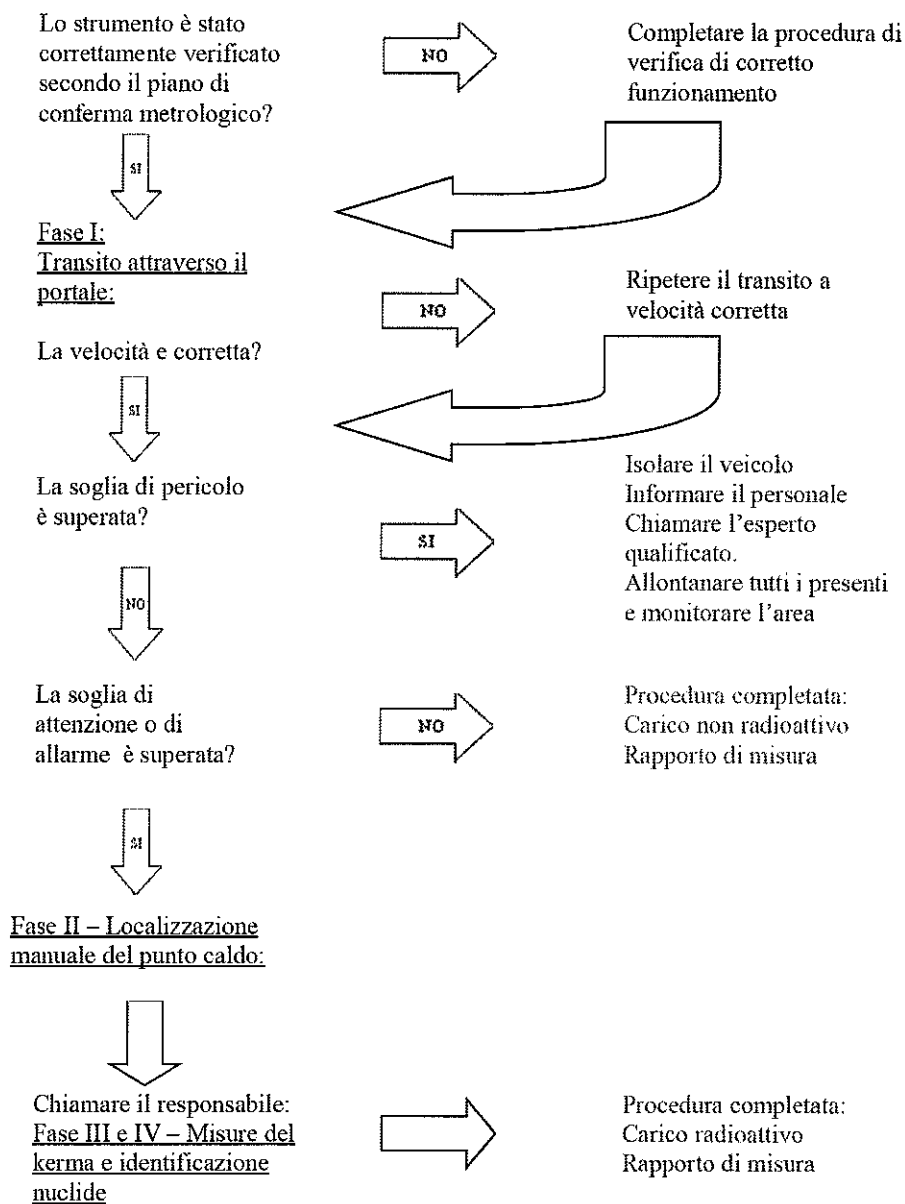 Lo strumento è stato
correttamente verificato
secondo il piano di
conferma metrologico?
NO
Completare la procedura di
verifica di corretto
funzionamento
SI
Fase I:
Transito attraverso il
portale:
NO
Ripetere il transito a
velocità corretta
La velocità e corretta?
SI
La soglia di pericolo
è superata?
SI
Isolare il veicolo
Informare il personale
Chiamare l'esperto
qualificato.
Allontanare tutti i presenti
e monitorare l'area
NO
La soglia di
attenzione o di
allarme è superata?
NO
Procedura completata:
Carico non radioattivo
Rapporto di misura
SI
Fase II – Localizzazione
manuale del punto caldo:
Chiamare il responsabile:
Fase III e IV – Misure del
kerma e identificazione
nuclide
Procedura completata:
Carico radioattivo
Rapporto di misura